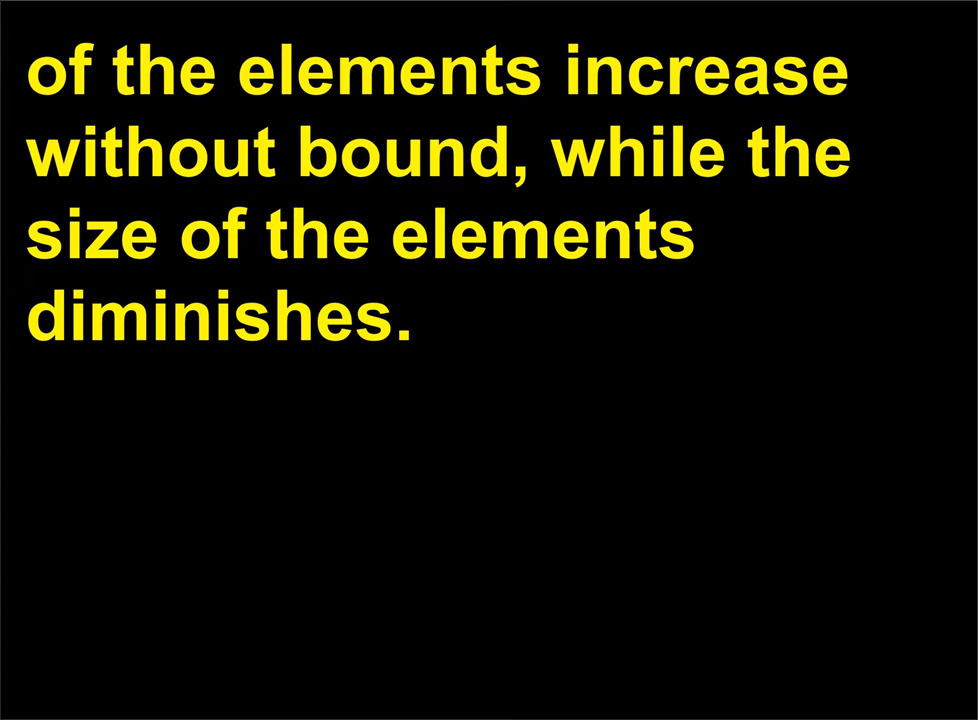 of the elements increase
without bound, while the
size of the elements
diminishes.